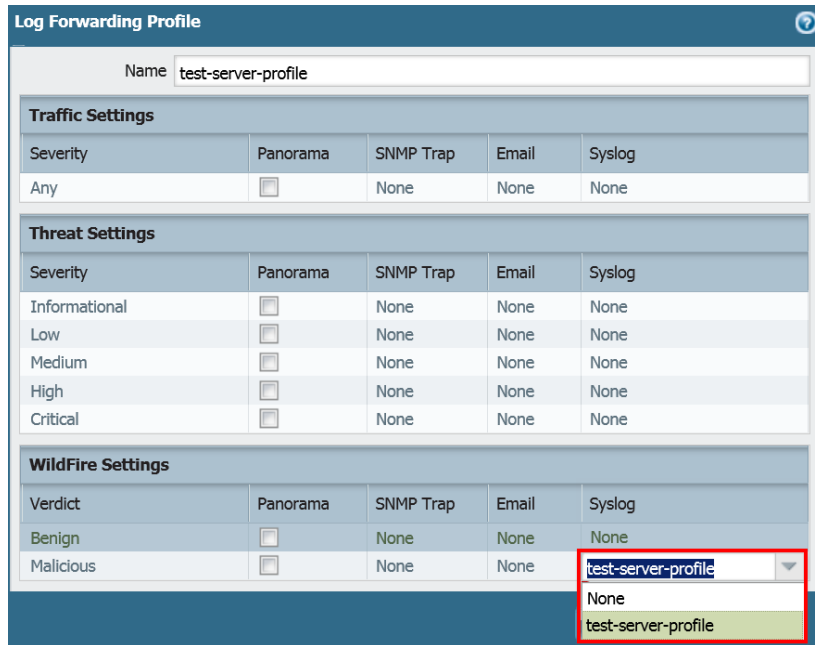 Log Forwarding Profile
Name test-server-profile
Traffic Settings
Severity Panorama SNMP Trap Email Syslog
Any None None None
Threat Settings
Severity Panorama SNMP Trap Email Syslog
Informational None None None
Low None None None
Medium None None None
High None None None
Critical None None None
WildFire Settings
Verdict Panorama SNMP Trap Email Syslog
Benign None None None
Malicious None None test-server-profile
None
test-server-profile